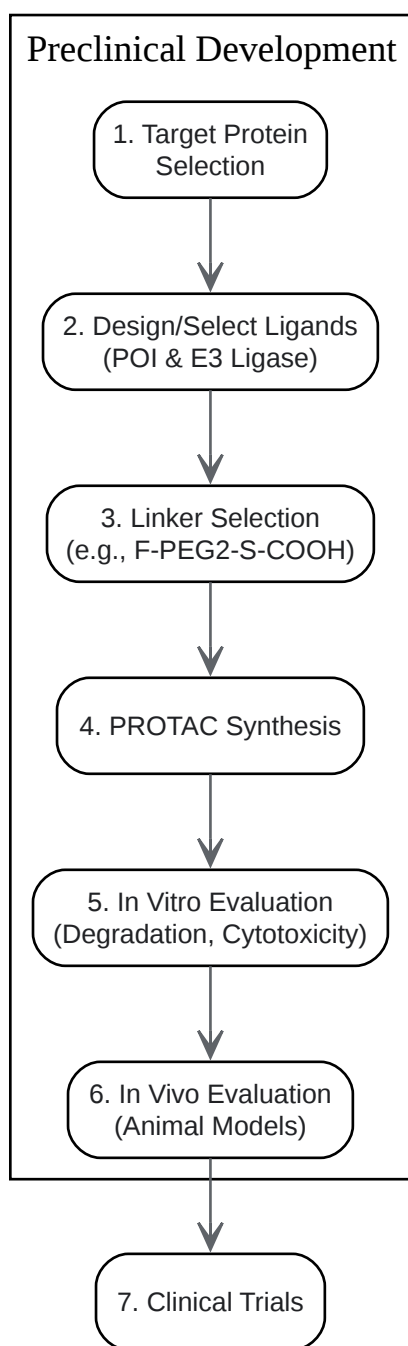 Preclinical Development
1. Target Protein
Selection
2. Design/Select Ligands
(POI & E3 Ligase)
3. Linker Selection
(e.g., F-PEG2-S-COOH)
4. PROTAC Synthesis
5. In Vitro Evaluation
(Degradation, Cytotoxicity)
6. In Vivo Evaluation
(Animal Models)
7. Clinical Trials